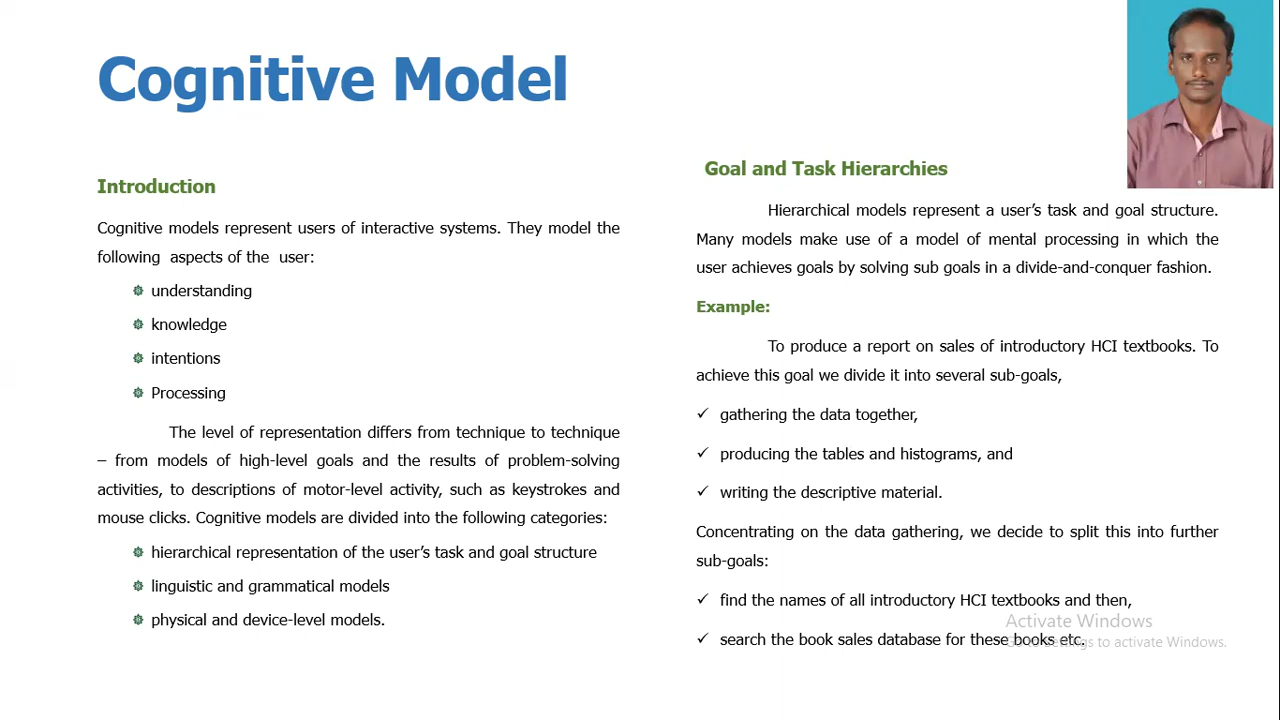 Cognitive Model
Introduction
Cognitive models represent users of interactive systems. They model the
following aspects of the user:
understanding
knowledge
intentions
Processing
The level of representation differs from technique to technique
– from models of high-level goals and the results of problem-solving
activities, to descriptions of motor-level activity, such as keystrokes and
mouse clicks. Cognitive models are divided into the following categories:
hierarchical representation of the user’s task and goal structure
linguistic and grammatical models
physical and device-level models.
Goal and Task Hierarchies
Hierarchical models represent a user’s task and goal structure.
Many models make use of a model of mental processing in which the
user achieves goals by solving sub goals in a divide-and-conquer fashion.
Example:
To produce a report on sales of introductory HCI textbooks. To
achieve this goal we divide it into several sub-goals,
✓ gathering the data together,
✓ producing the tables and histograms, and
✓ writing the descriptive material.
Concentrating on the data gathering, we decide to split this into further
sub-goals:
✓ find the names of all introductory HCI textbooks and then,
✓ search the book sales database for these books etc.
Activate Windows
Go to Settings to activate Windows.